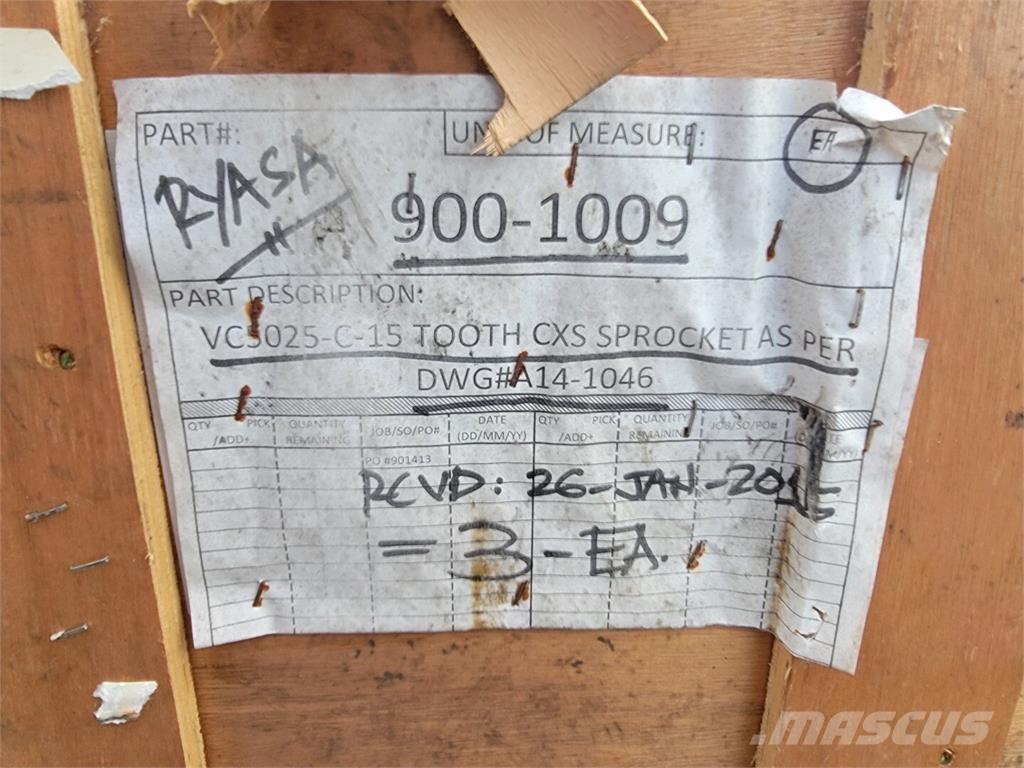 PART#:
UNIT OF MEASURE:
EA
RYASA
900-1009
PART DESCRIPTION:
VC5025-C-15 TOOTH CXS SPROCKET AS PER
DWG#A14-1046
QTY PICK /ADD+ QUANTITY REMAINING JOB/SO/PO# DATE (DD/MM/YY) QTY PICK /ADD+ QUANTITY REMAINING JOB/SO/PO#
PO #901413
RCVD: 26-JAN-
= 3-EA.
MASCUS